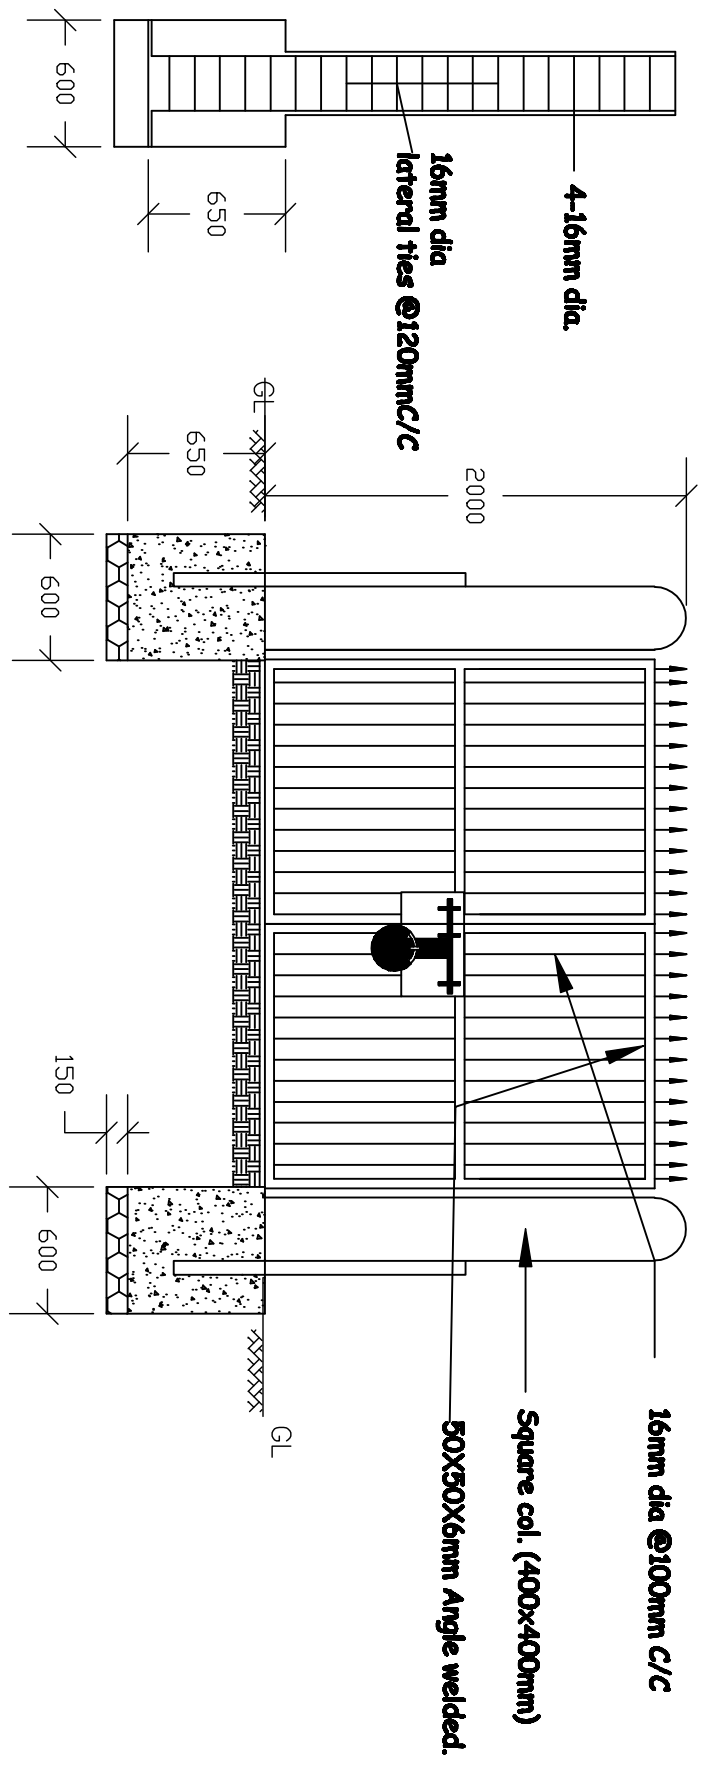 16mm dia @100mm C/C
Square col. (400x400mm)
50X50X6mm Angle welded.
4-16mm dia.
16mm dia
lateral ties @120mmC/C
2000
GL
650
600
GL
150
600
650
600